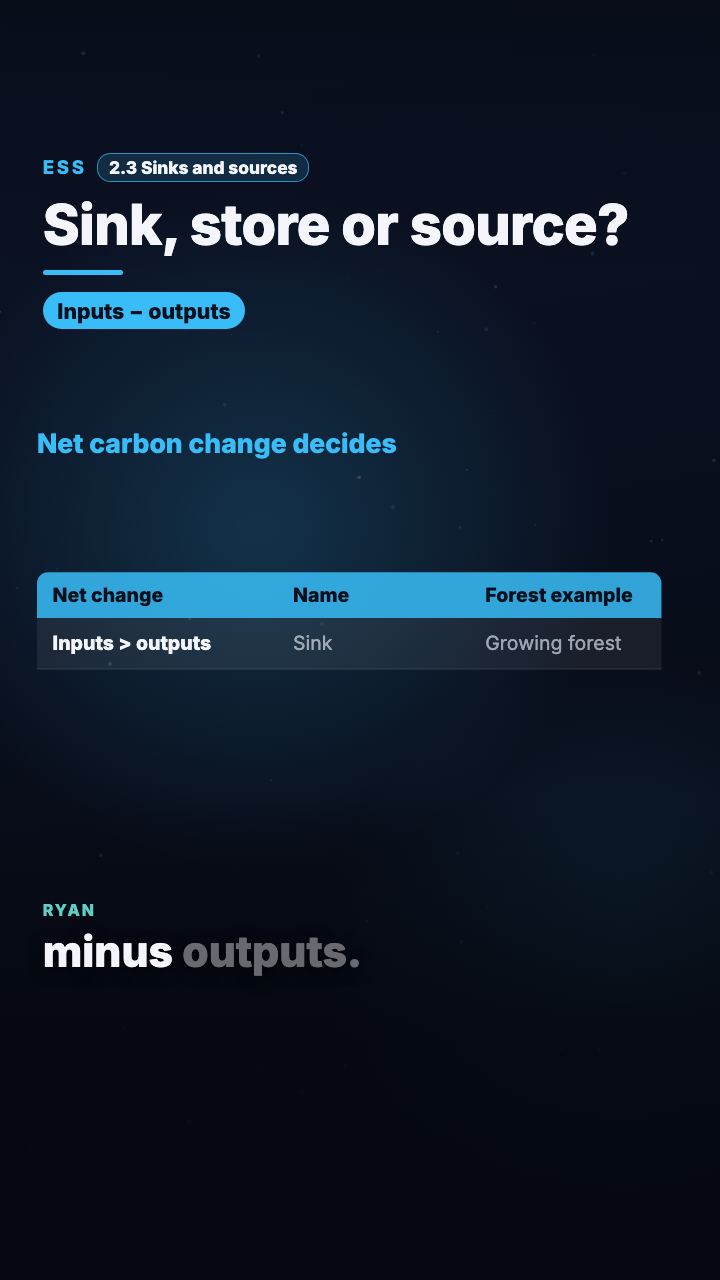 ESS 2.3 Sinks and sources
Sink, store or source?
Inputs – outputs
Net carbon change decides
Net change Name Forest example
Inputs > outputs Sink Growing forest
RYAN
minus outputs.